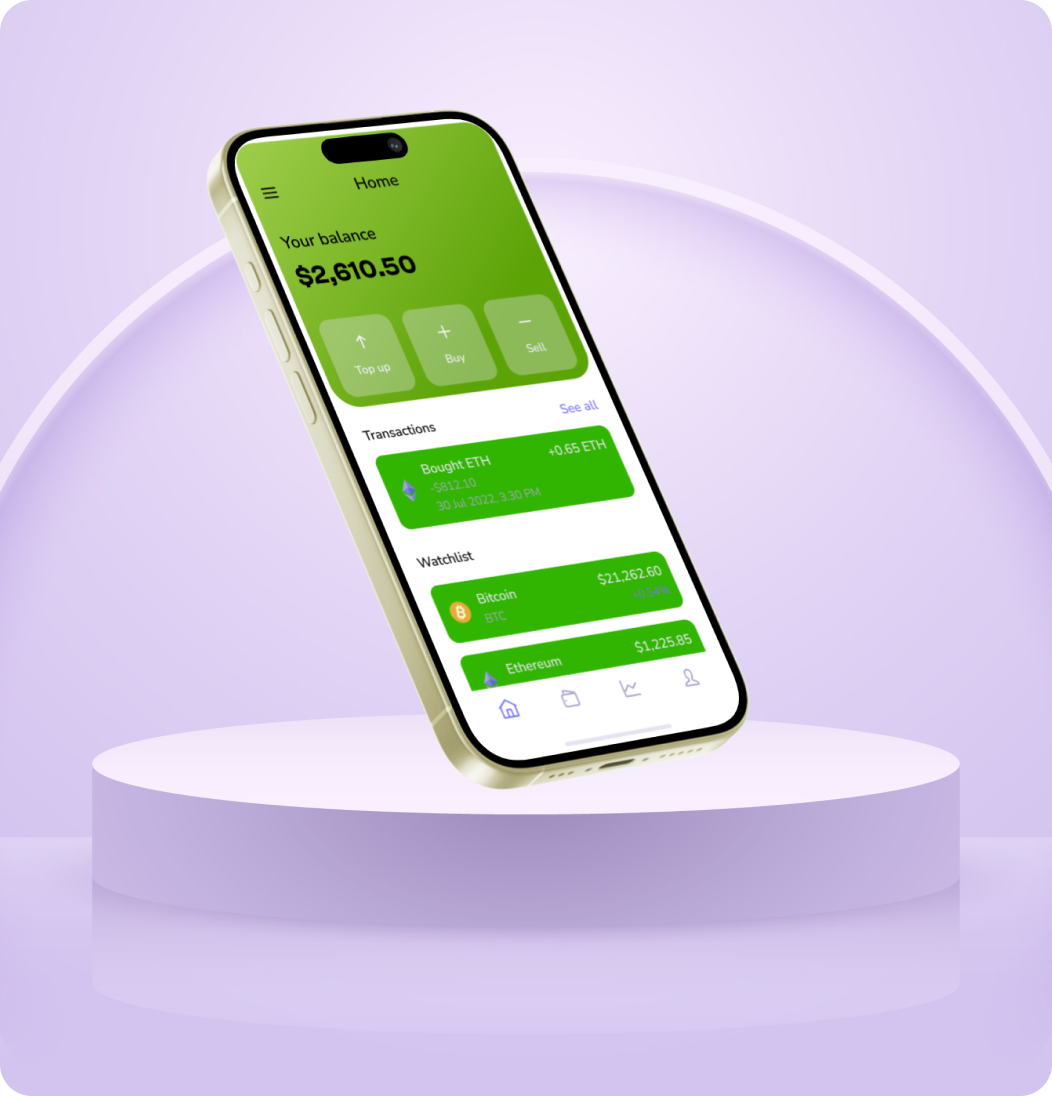 Home
Your balance
$2,610.50
Top up
Buy
Sell
Transactions
See all
Bought ETH
+0.65 ETH
-$812.10
30 Jul 2022, 3.30 PM
Watchlist
Bitcoin
$21,262.60
BTC
+0.54%
Ethereum
$1,225.85